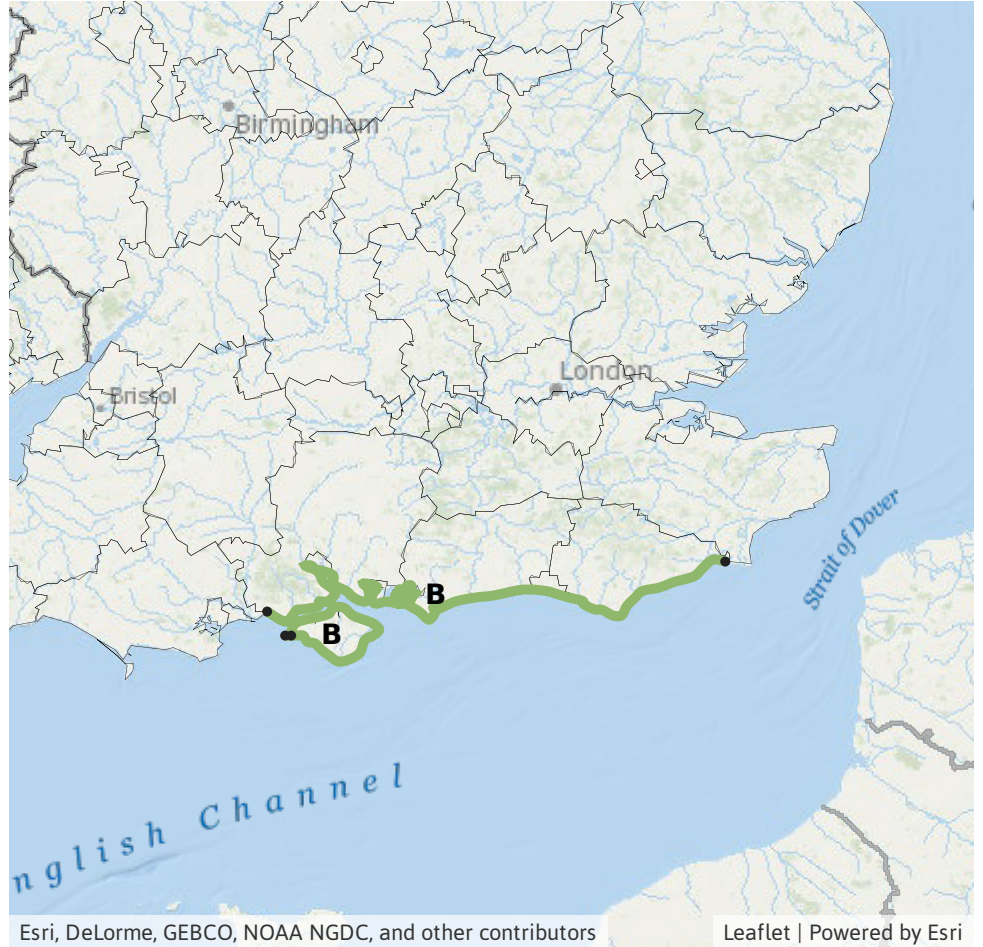 Birmingham
London
Bristol
Strait of Dover
B
B
nglish Channel
Esri, DeLorme, GEBCO, NOAA NGDC, and other contributors
Leaflet | Powered by Esri